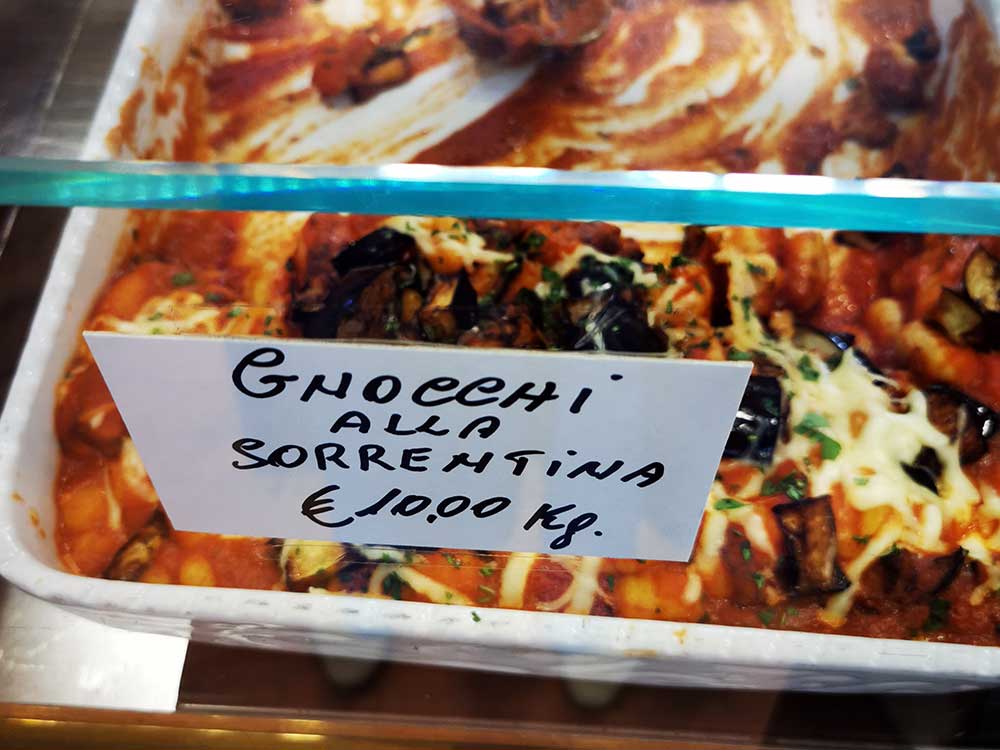 GNOCCHI
ALLA
SORRENTiNA
€ 10,00 Kg.